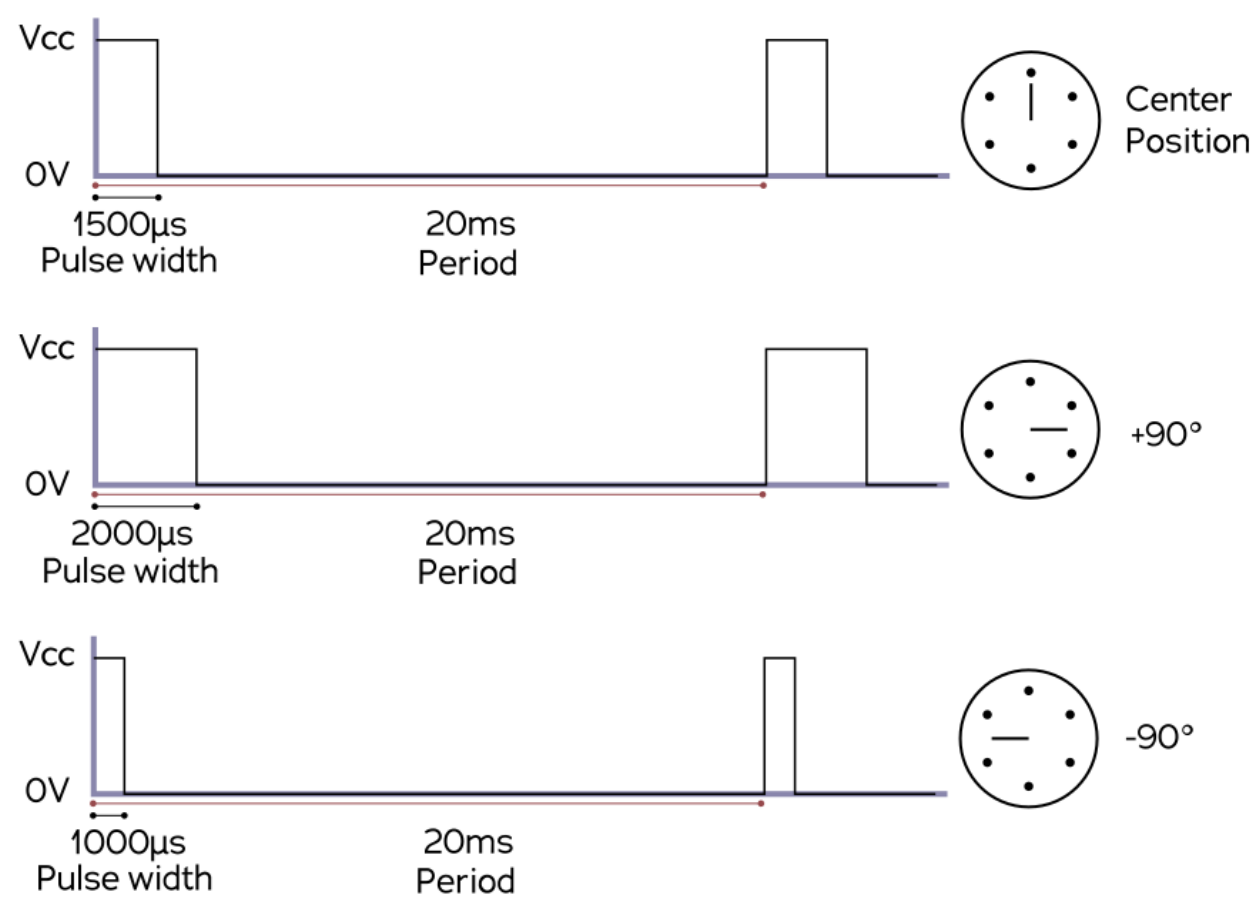 Vcc
0V
1500µs
Pulse width
20ms
Period
Center
Position
Vcc
0V
2000µs
Pulse width
20ms
Period
+90°
Vcc
0V
1000µs
Pulse width
20ms
Period
-90°